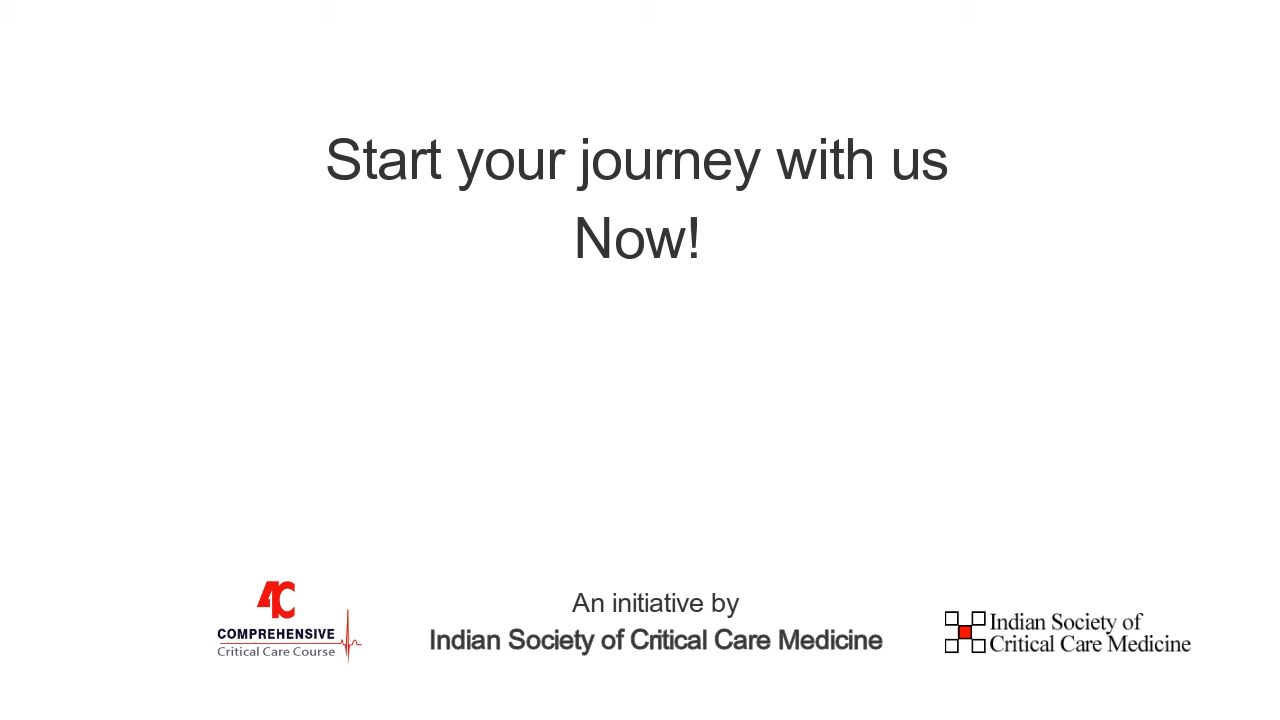 Start your journey with us
Now!
4C
COMPREHENSIVE
Critical Care Course
An initiative by
Indian Society of Critical Care Medicine
Indian Society of
Critical Care Medicine